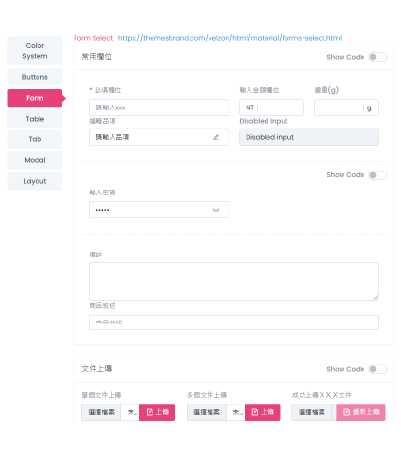 Form Select https://themesbrand.com/velzon/html/material/forms-select.html
Color System
Buttons
Form
Table
Tab
Modal
Layout
常用欄位
Show Code
* 必填欄位
輸入金額欄位
重量(g)
請輸入xxx
NT
g
編輯品項
Disabled Input
請輸入品項
Disabled input
Show Code
輸入密碼
•••••
備註
商品敘述
商品敘述
文件上傳
Show Code
單個文件上傳
多個文件上傳
成功上傳XXX文件
選擇檔案 未... 上傳
選擇檔案 未... 上傳
選擇檔案 重新上傳